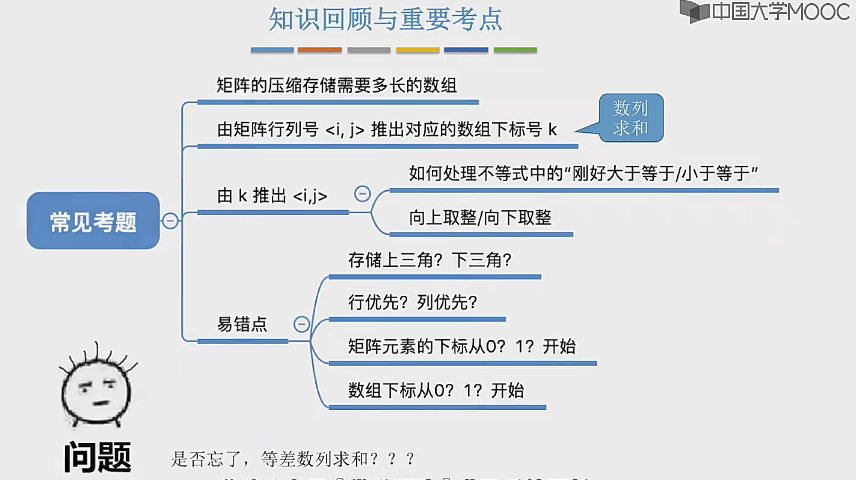 知识回顾与重要考点
中国大学MOOC
矩阵的压缩存储需要多长的数组
由矩阵行列号 <i, j> 推出对应的数组下标号 k
数列
求和
如何处理不等式中的“刚好大于等于/小于等于”
由 k 推出 <i,j>
向上取整/向下取整
常见考题
存储上三角？下三角？
行优先？列优先？
易错点
矩阵元素的下标从0？1？开始
数组下标从0？1？开始
问题
是否忘了，等差数列求和？？？